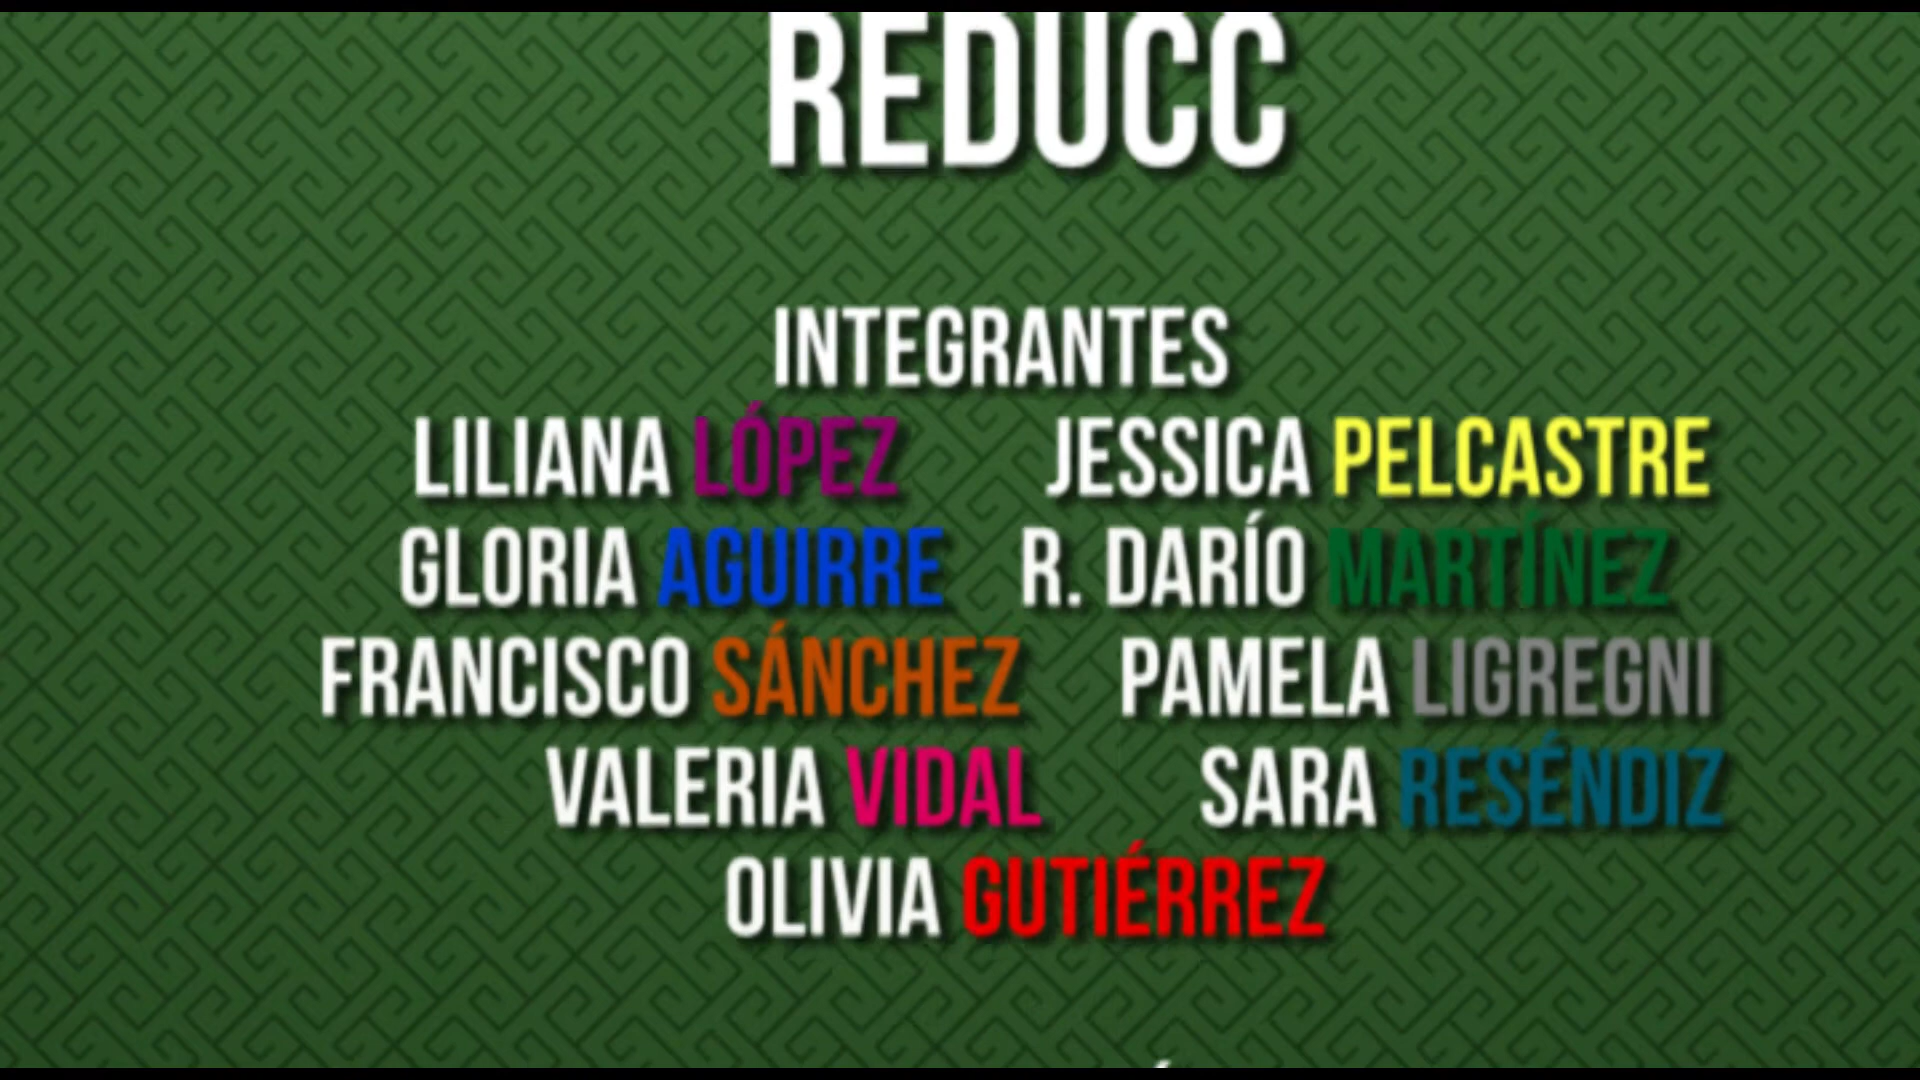 REDUCC
INTEGRANTES
LILIANA LÓPEZ JESSICA PELCASTRE
GLORIA AGUIRRE R. DARÍO MARTÍNEZ
FRANCISCO SÁNCHEZ PAMELA LIGREGNI
VALERIA VIDAL SARA RESÉNDIZ
OLIVIA GUTIÉRREZ